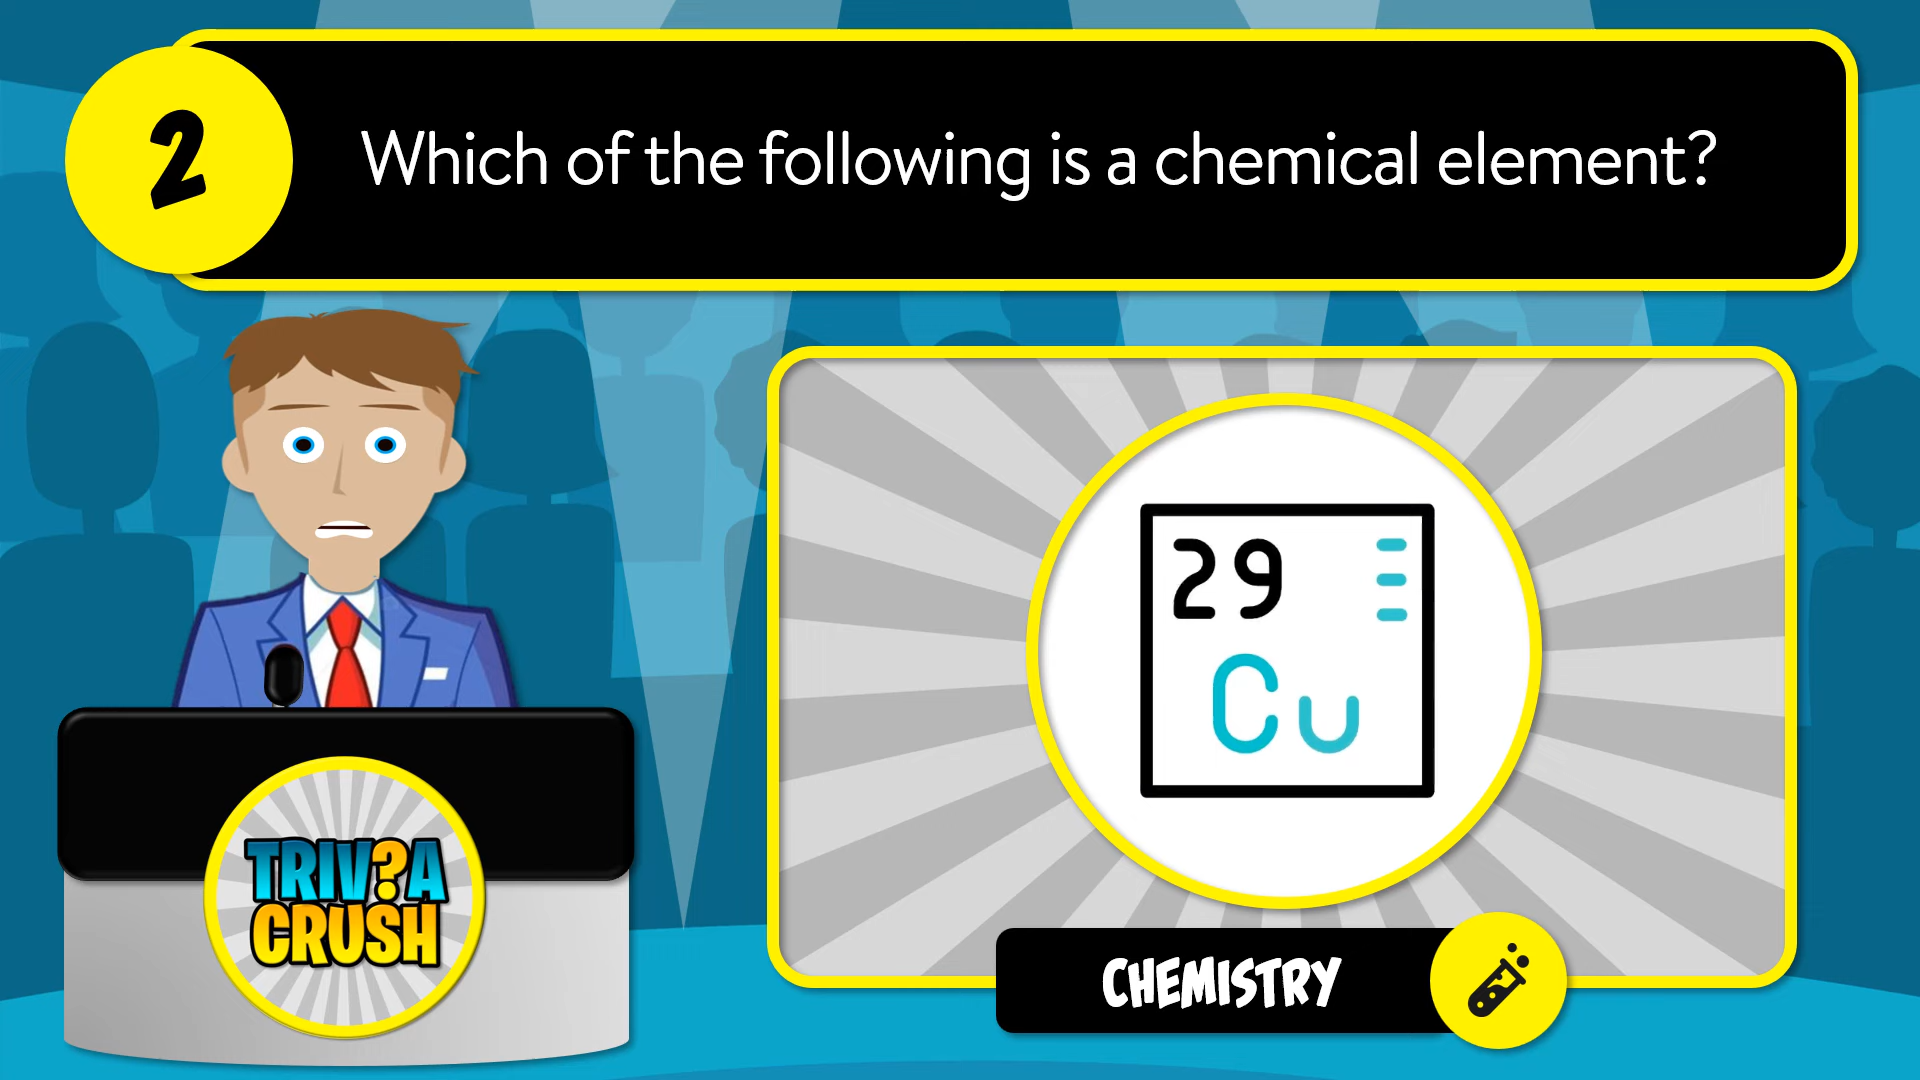 2
Which of the following is a chemical element?
29
Cu
TRIV?A
CRUSH
CHEMISTRY